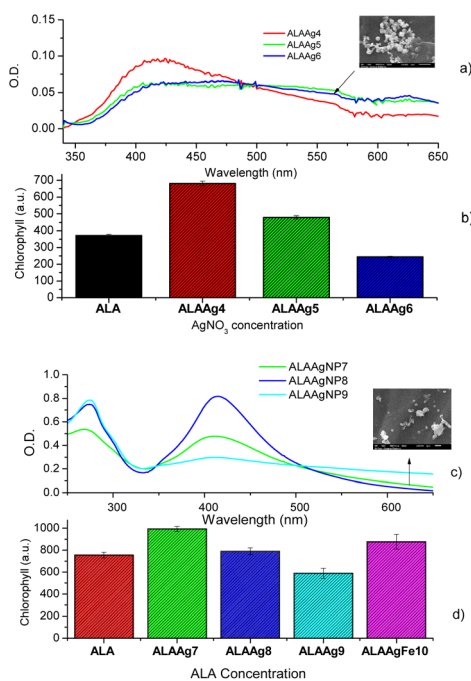 ALAAg4
ALAAg5
ALAAg6
0.15
0.10
0.05
0.00
O.D.
350 400 450 500 550 600 650
Wavelength (nm)
a)
700
600
500
400
300
200
100
0
Chlorophyll (a.u.)
ALA ALAAg4 ALAAg5 ALAAg6
AgNO₃ concentration
b)
ALAAgNP7
ALAAgNP8
ALAAgNP9
1.0
0.8
0.6
0.4
0.2
0.0
O.D.
300 400 500 600
Wavelength (nm)
c)
1000
800
600
400
200
0
Chlorophyll (a.u.)
ALA ALAAg7 ALAAg8 ALAAg9 ALAAgFe10
ALA Concentration
d)